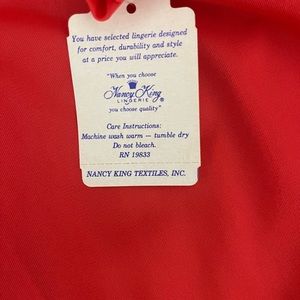 You have selected lingerie designed
for comfort, durability and style
at a price you will appreciate.
"When you choose
Nancy King
LINGERIE ®
you choose quality"
Care Instructions:
Machine wash warm — tumble dry
Do not bleach.
RN 19833
NANCY KING TEXTILES, INC.